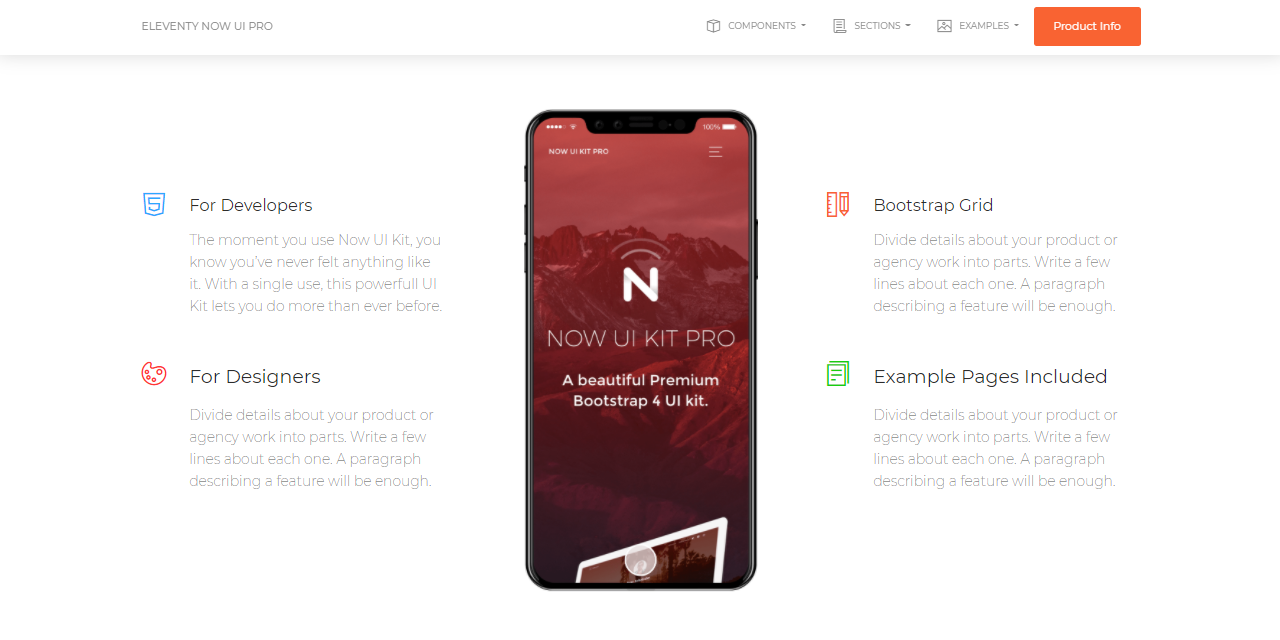 ELEVENTY NOW UI PRO
COMPONENTS
SECTIONS
EXAMPLES
Product Info
For Developers
The moment you use Now UI Kit, you
know you've never felt anything like
it. With a single use, this powerfull UI
Kit lets you do more than ever before.
For Designers
Divide details about your product or
agency work into parts. Write a few
lines about each one. A paragraph
describing a feature will be enough.
100%
NOW UI KIT PRO
N
NOW UI KIT PRO
A beautiful Premium
Bootstrap 4 UI kit.
Bootstrap Grid
Divide details about your product or
agency work into parts. Write a few
lines about each one. A paragraph
describing a feature will be enough.
Example Pages Included
Divide details about your product or
agency work into parts. Write a few
lines about each one. A paragraph
describing a feature will be enough.